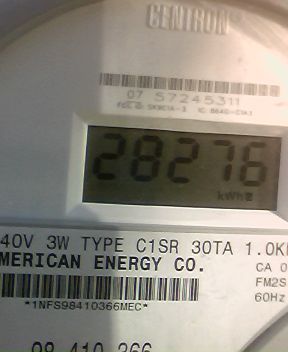 CENTRON
07 57245311
28276
kWh
40V 3W TYPE C1SR 30TA 1.0K
MERICAN ENERGY CO.
CA 0
*1NFS98410366MEC*
FM2S
60Hz
98 410 366